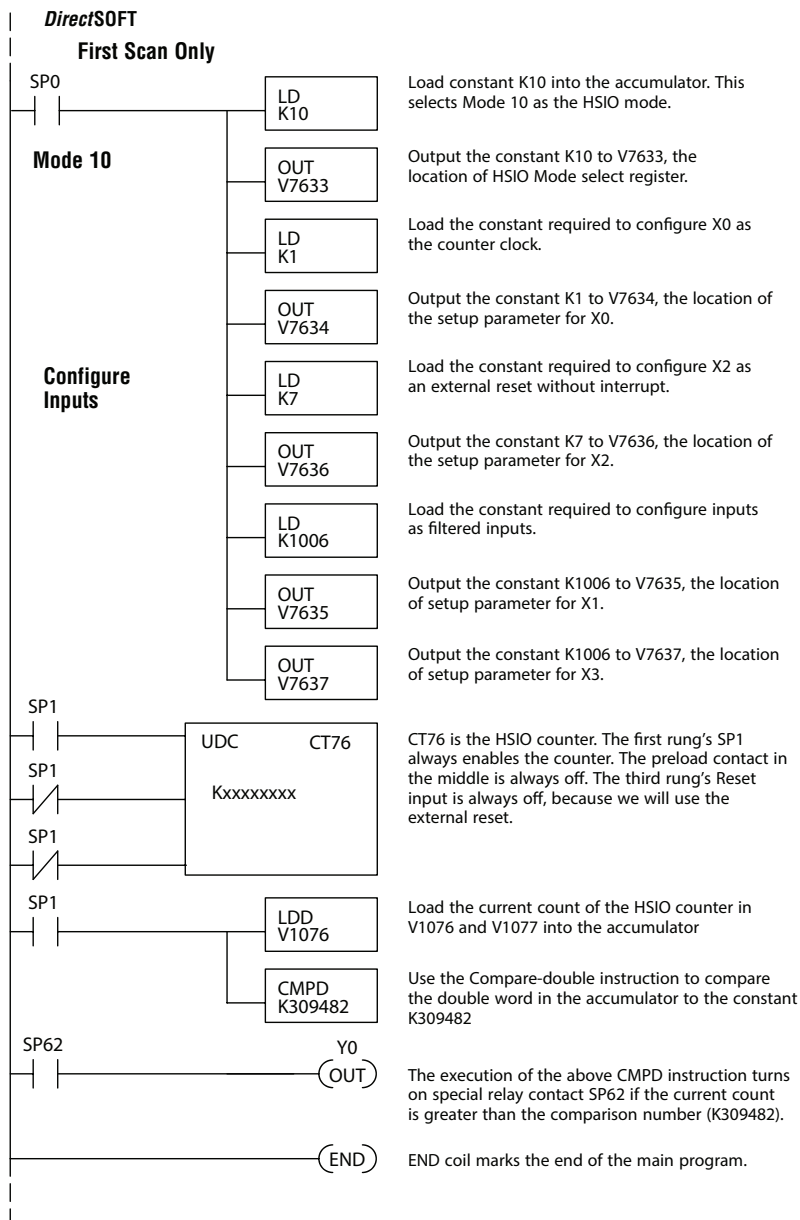 DirectSOFT
First Scan Only
SP0
LD
K10
Load constant K10 into the accumulator. This
selects Mode 10 as the HSIO mode.
Mode 10
OUT
V7633
Output the constant K10 to V7633, the
location of HSIO Mode select register.
LD
K1
Load the constant required to configure X0 as
the counter clock.
OUT
V7634
Output the constant K1 to V7634, the location of
the setup parameter for X0.
Configure
Inputs
LD
K7
Load the constant required to configure X2 as
an external reset without interrupt.
OUT
V7636
Output the constant K7 to V7636, the location of
the setup parameter for X2.
LD
K1006
Load the constant required to configure inputs
as filtered inputs.
OUT
V7635
Output the constant K1006 to V7635, the location
of setup parameter for X1.
OUT
V7637
Output the constant K1006 to V7637, the location
of setup parameter for X3.
SP1
UDC CT76
SP1
Kxxxxxxxx
SP1
CT76 is the HSIO counter. The first rung's SP1
always enables the counter. The preload contact in
the middle is always off. The third rung's Reset
input is always off, because we will use the
external reset.
SP1
LDD
V1076
Load the current count of the HSIO counter in
V1076 and V1077 into the accumulator
CMPD
K309482
Use the Compare-double instruction to compare
the double word in the accumulator to the constant
K309482
SP62
Y0
OUT
The execution of the above CMPD instruction turns
on special relay contact SP62 if the current count
is greater than the comparison number (K309482).
END
END coil marks the end of the main program.